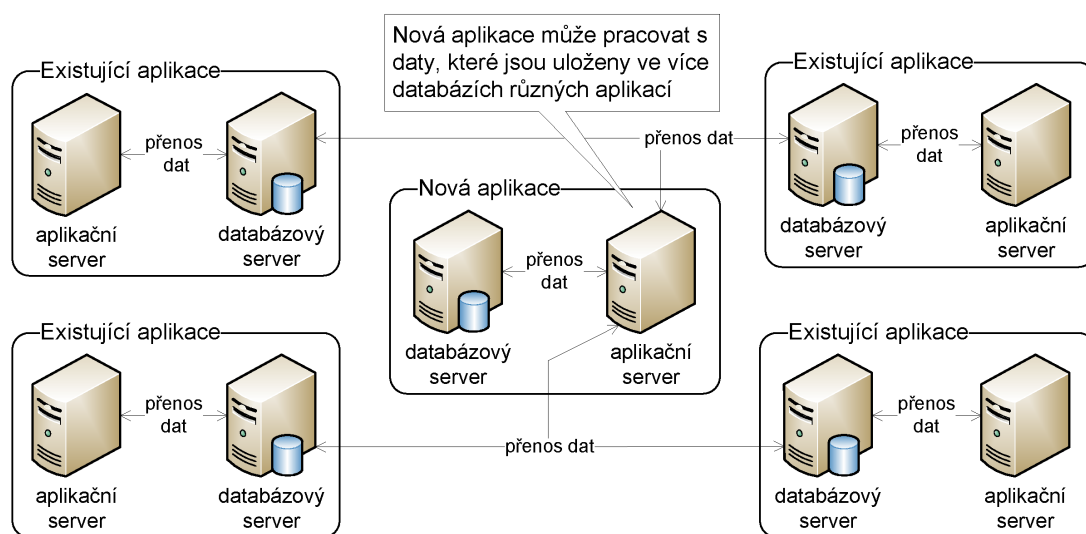 Nová aplikace může pracovat s
daty, které jsou uloženy ve více
databázích různých aplikací
Existující aplikace
přenos
dat
aplikační
server
databázový
server
přenos dat
Existující aplikace
přenos
dat
databázový
server
aplikační
server
Nová aplikace
přenos
dat
databázový
server
aplikační
server
Existující aplikace
přenos
dat
aplikační
server
databázový
server
přenos dat
Existující aplikace
přenos
dat
databázový
server
aplikační
server